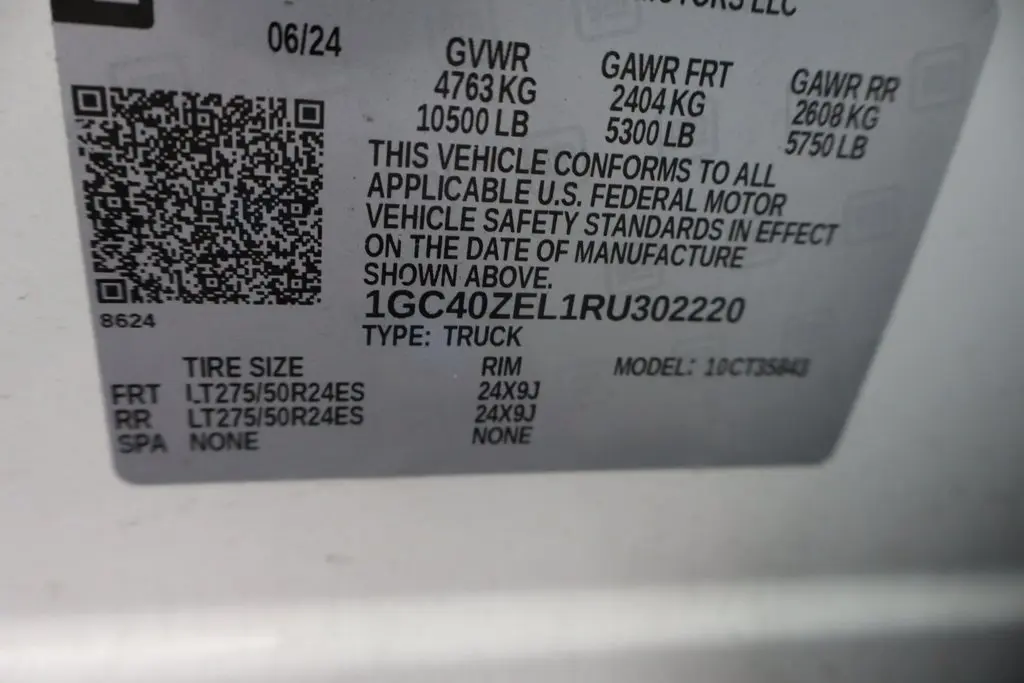 MOTORS LLC
06/24
GVWR GAWR FRT GAWR RR
4763 KG 2404 KG 2608 KG
10500 LB 5300 LB 5750 LB
THIS VEHICLE CONFORMS TO ALL
APPLICABLE U.S. FEDERAL MOTOR
VEHICLE SAFETY STANDARDS IN EFFECT
ON THE DATE OF MANUFACTURE
SHOWN ABOVE.
8624
1GC40ZEL1RU302220
TYPE: TRUCK
TIRE SIZE RIM MODEL:
FRT LT275/50R24ES 24X9J
RR LT275/50R24ES 24X9J
SPA NONE NONE